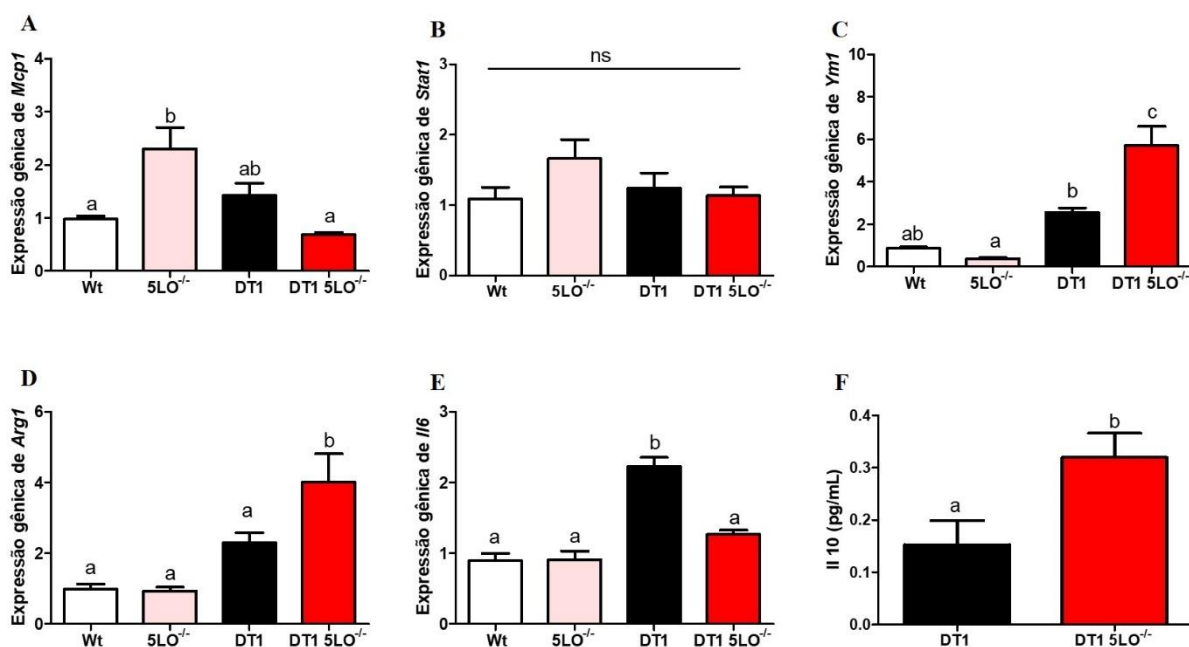 A
Expressão gênica de Mcp1
4
3
2
1
0
a
b
ab
a
Wt
5LO-/-
DT1
DT1 5LO-/-
B
Expressão gênica de Stat1
3
2
1
0
ns
Wt
5LO-/-
DT1
DT1 5LO-/-
C
Expressão gênica de Ym1
10
8
6
4
2
0
ab
a
b
c
Wt
5LO-/-
DT1
DT1 5LO-/-
D
Expressão gênica de Arg1
6
4
2
0
a
a
a
b
Wt
5LO-/-
DT1
DT1 5LO-/-
E
Expressão gênica de Il6
3
2
1
0
a
a
b
a
Wt
5LO-/-
DT1
DT1 5LO-/-
F
Il 10 (pg/mL)
0.4
0.3
0.2
0.1
0.0
a
b
DT1
DT1 5LO-/-